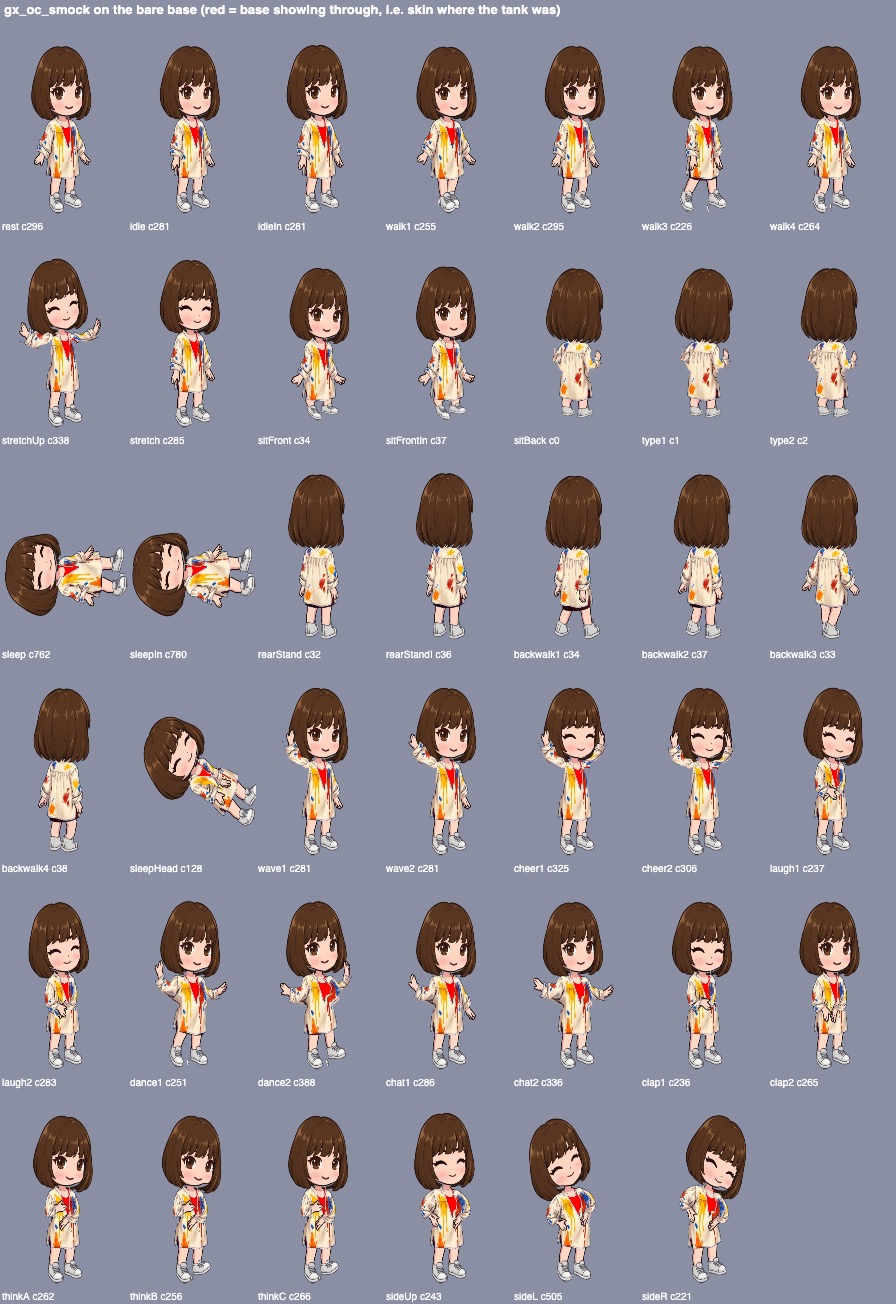 gx_oc_smock on the bare base (red = base showing through, i.e. skin where the tank was)
rest c296
idle c281
idleIn c281
walk1 c255
walk2 c295
walk3 c226
walk4 c264
stretchUp c338
stretch c285
sitFront c34
sitFrontIn c37
sitBack c0
type1 c1
type2 c2
sleep c762
sleepIn c780
rearStand c32
rearStandI c36
backwalk1 c34
backwalk2 c37
backwalk3 c33
backwalk4 c38
sleepHead c128
wave1 c281
wave2 c281
cheer1 c325
cheer2 c306
laugh1 c237
laugh2 c283
dance1 c251
dance2 c388
chat1 c286
chat2 c336
clap1 c236
clap2 c265
thinkA c262
thinkB c256
thinkC c266
sideUp c243
sideL c505
sideR c221